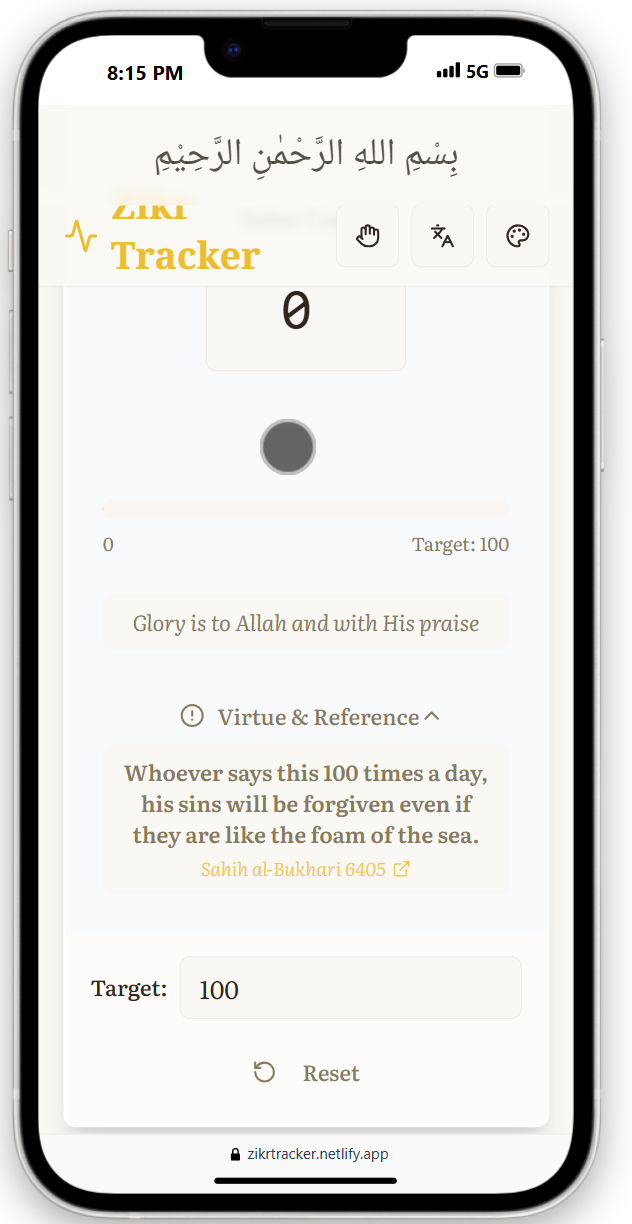 8:15 PM 5G
بِسْمِ اللهِ الرَّحْمٰنِ الرَّحِيْمِ
Zikr
Tracker
0
0 Target: 100
Glory is to Allah and with His praise
Virtue & Reference
Whoever says this 100 times a day,
his sins will be forgiven even if
they are like the foam of the sea.
Sahih al-Bukhari 6405
Target: 100
Reset
zikrtracker.netlify.app